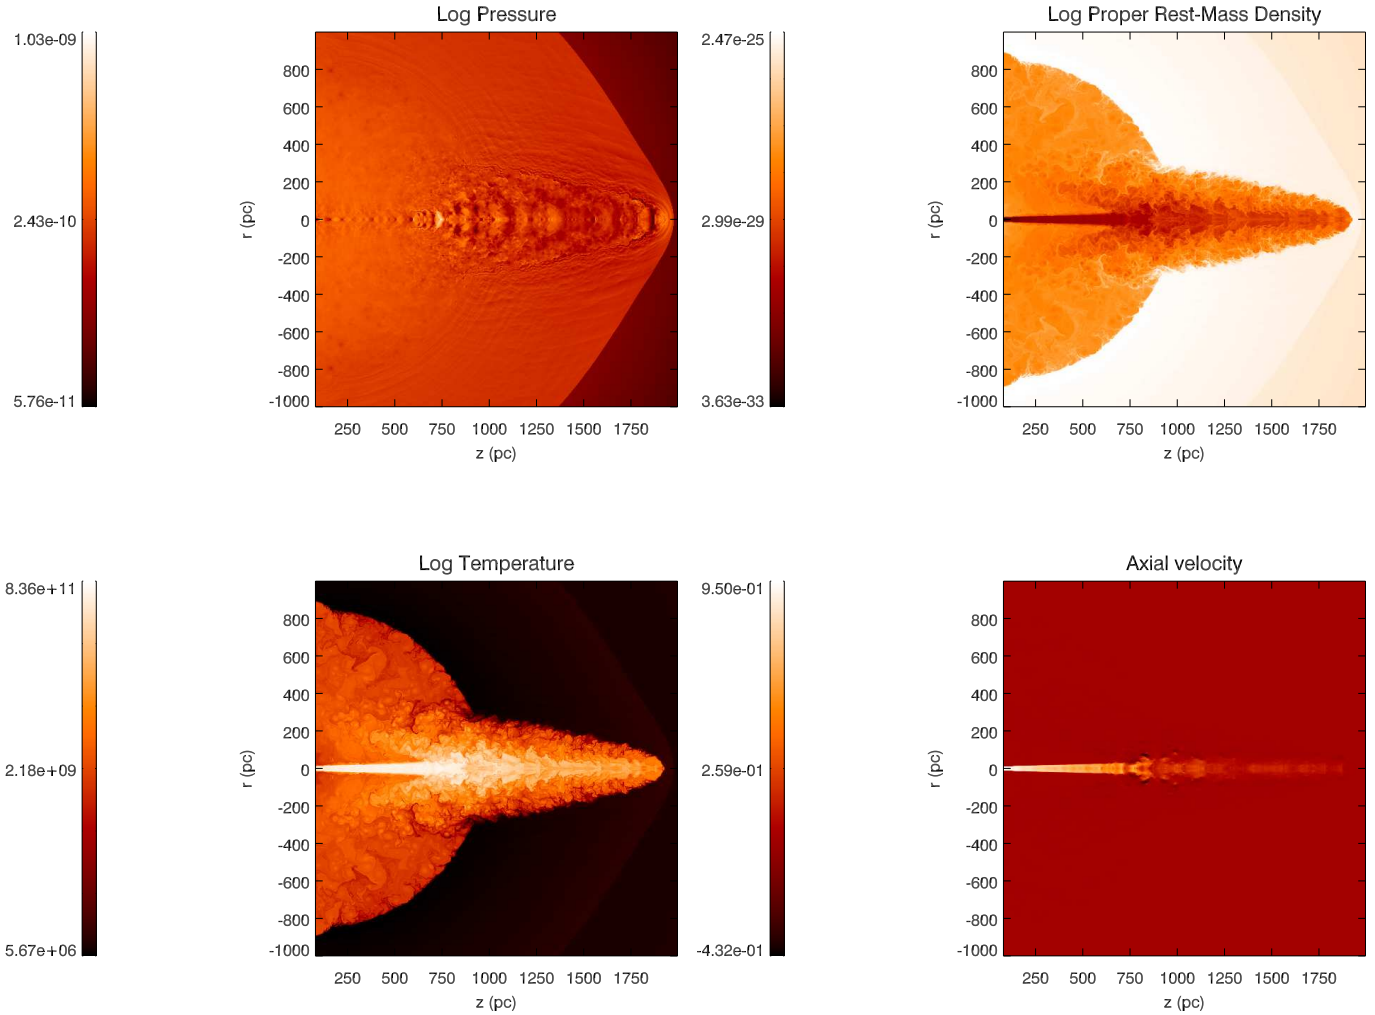 Log Pressure
1.03e-09
2.43e-10
5.76e-11
800
600
400
200
0
-200
-400
-600
-800
-1000
r (pc)
250 500 750 1000 1250 1500 1750
z (pc)
Log Proper Rest-Mass Density
2.47e-25
2.99e-29
3.63e-33
800
600
400
200
0
-200
-400
-600
-800
-1000
r (pc)
250 500 750 1000 1250 1500 1750
z (pc)
Log Temperature
8.36e+11
2.18e+09
5.67e+06
800
600
400
200
0
-200
-400
-600
-800
-1000
r (pc)
250 500 750 1000 1250 1500 1750
z (pc)
Axial velocity
9.50e-01
2.59e-01
-4.32e-01
800
600
400
200
0
-200
-400
-600
-800
-1000
r (pc)
250 500 750 1000 1250 1500 1750
z (pc)